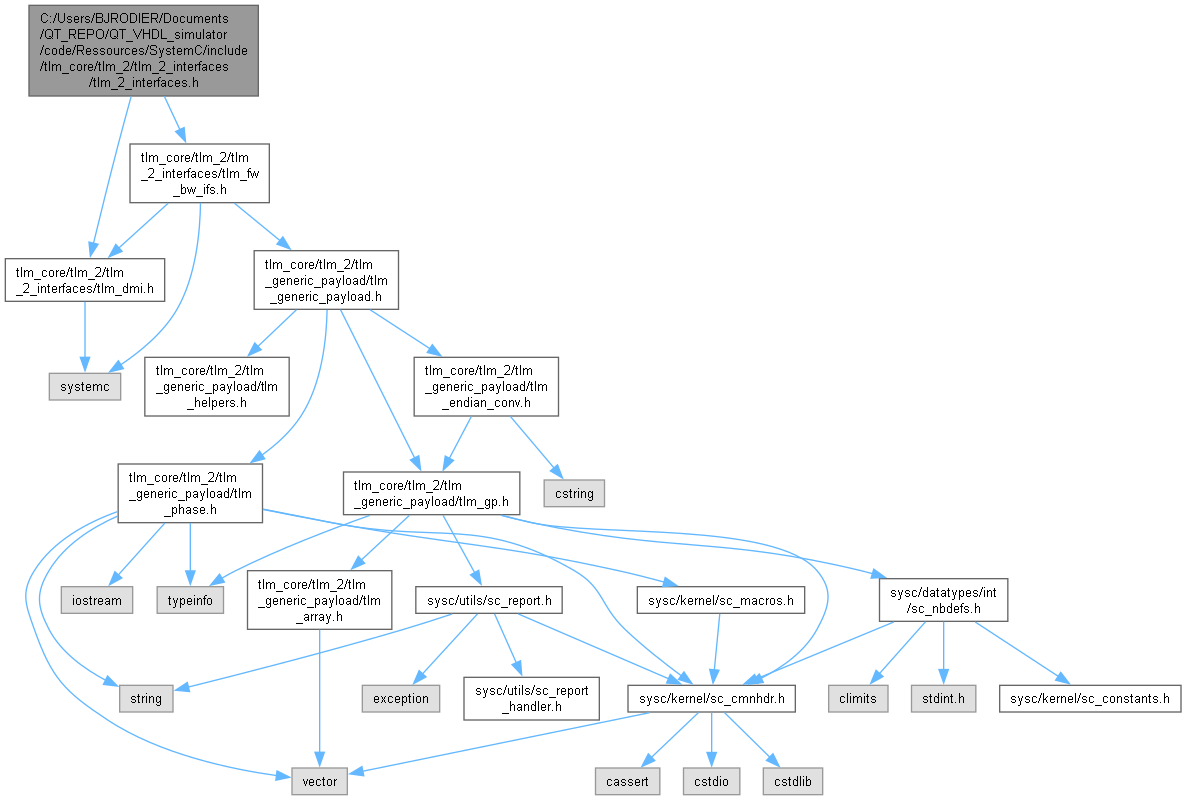 C:/Users/BJRODIER/Documents
/QT_REPO/QT_VHDL_simulator
/code/Ressources/SystemC/include
/tlm_core/tlm_2/tlm_2_interfaces
/tlm_2_interfaces.h
tlm_core/tlm_2/tlm
_2_interfaces/tlm_fw
_bw_ifs.h
tlm_core/tlm_2/tlm
_2_interfaces/tlm_dmi.h
tlm_core/tlm_2/tlm
_generic_payload/tlm
_generic_payload.h
systemc
tlm_core/tlm_2/tlm
_generic_payload/tlm
_helpers.h
tlm_core/tlm_2/tlm
_generic_payload/tlm
_endian_conv.h
tlm_core/tlm_2/tlm
_generic_payload/tlm
_phase.h
tlm_core/tlm_2/tlm
_generic_payload/tlm_gp.h
cstring
iostream
typeinfo
tlm_core/tlm_2/tlm
_generic_payload/tlm
_array.h
sysc/utils/sc_report.h
sysc/kernel/sc_macros.h
sysc/datatypes/int
/sc_nbdefs.h
string
exception
sysc/utils/sc_report
_handler.h
sysc/kernel/sc_cmnhdr.h
climits
stdint.h
sysc/kernel/sc_constants.h
vector
cassert
cstdio
cstdlib